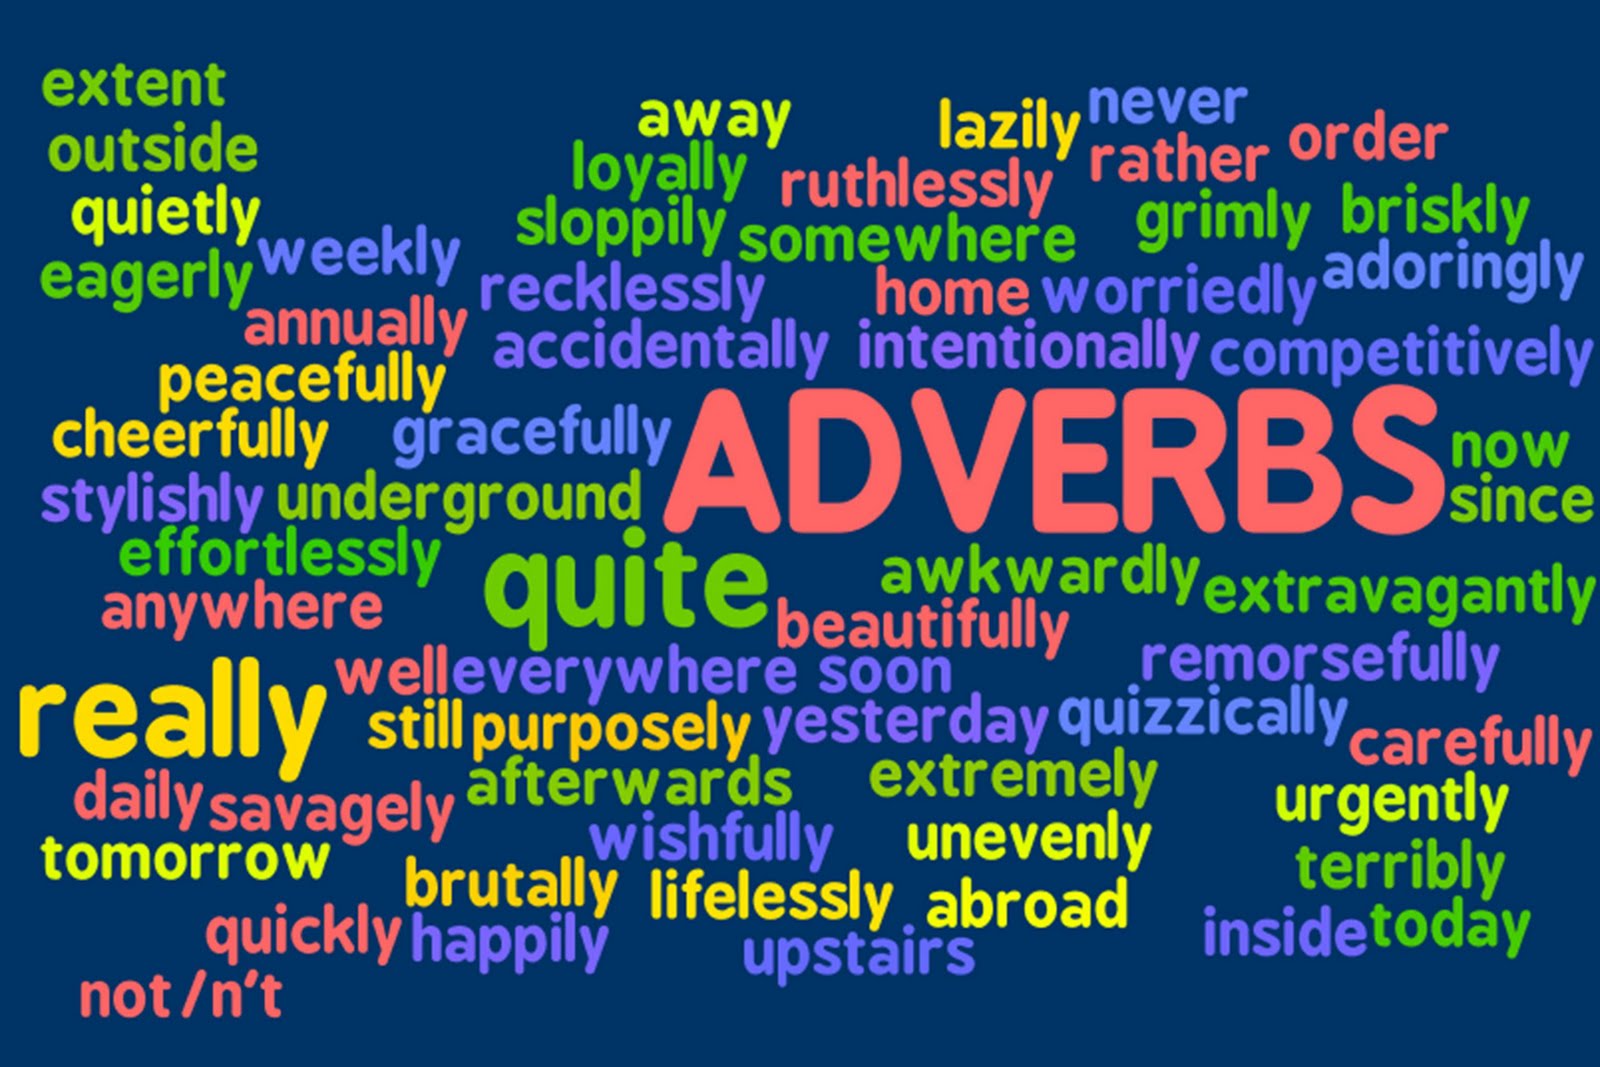 extent
outside
quietly
eagerly
weekly
annually
peacefully
cheerfully
gracefully
stylishly underground
effortlessly
anywhere
away
loyally
sloppily
ruthlessly
somewhere
recklessly
accidentally
lazily
never
rather
order
grimly
briskly
home
worriedly
adoringly
intentionally
competitively
ADVERBS
now
since
quite
awkwardly
extravagantly
beautifully
really
well everywhere soon
remorsefully
still purposely yesterday quizzically
carefully
daily savagely
afterwards
extremely
urgently
tomorrow
wishfully
unevenly
terribly
brutally
lifelessly
abroad
quickly happily
upstairs
inside today
not/n't